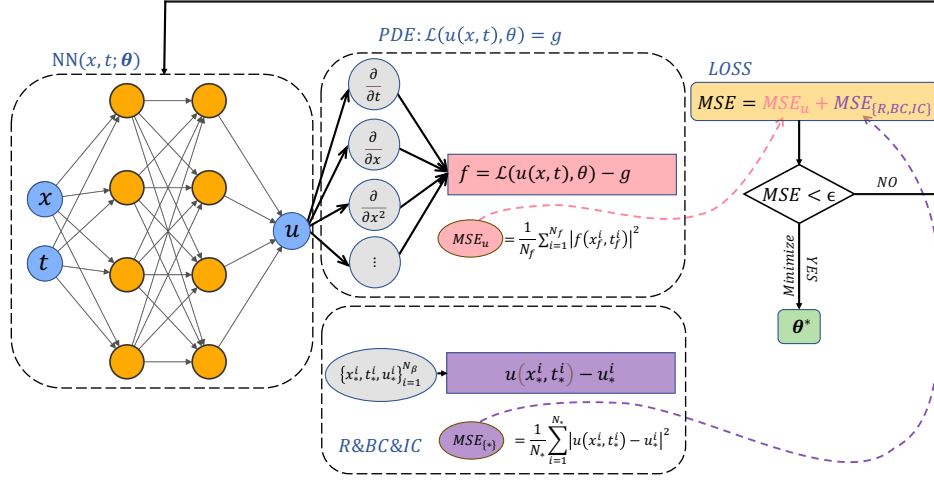 PDE: ℒ(u(x,t),θ) = g
NN(x,t;θ)
x
t
u
∂/∂t
∂/∂x
∂/∂x²
⋮
f = ℒ(u(x,t),θ) − g
MSE_u = 1/N_f ∑_{i=1}^{N_f} |f(x_f^i, t_f^i)|²
{x_*^i, t_*^i, u_*^i}_{i=1}^{N_β}
u(x_*^i, t_*^i) − u_*^i
R&BC&IC
MSE_{*} = 1/N_* ∑_{i=1}^{N_*} |u(x_*^i, t_*^i) − u_*^i|²
LOSS
MSE = MSE_u + MSE_{R,BC,IC}
MSE < ϵ
NO
Minimize
YES
θ*